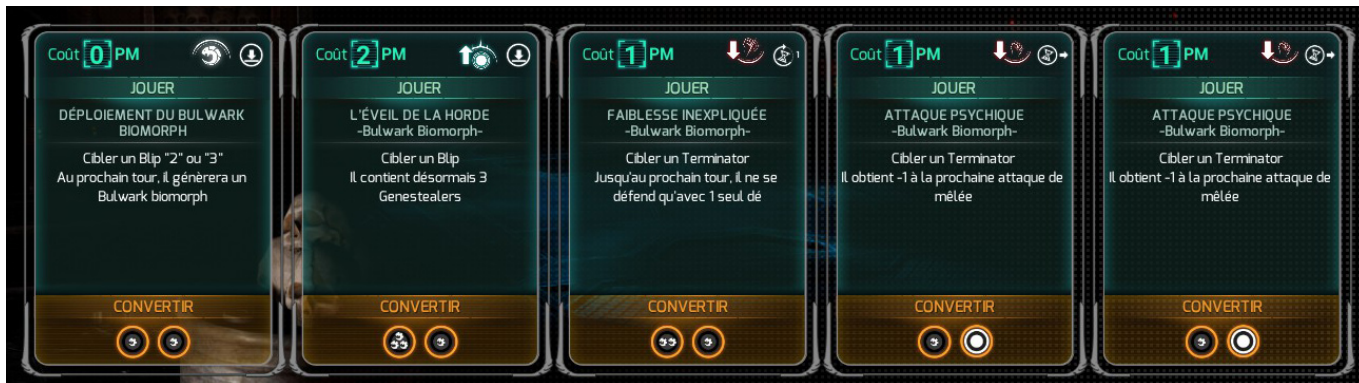 Coût [0] PM
JOUER
DÉPLOIEMENT DU BULWARK
BIOMORPH
Cibler un Blip "2" ou "3"
Au prochain tour, il génèrera un
Bulwark biomorph
CONVERTIR
Coût [2] PM
JOUER
L'ÉVEIL DE LA HORDE
-Bulwark Biomorph-
Cibler un Blip
Il contient désormais 3
Genestealers
CONVERTIR
Coût [1] PM
1
JOUER
FAIBLESSE INEXPLIQUÉE
-Bulwark Biomorph-
Cibler un Terminator
Jusqu'au prochain tour, il ne se
défend qu'avec 1 seul dé
CONVERTIR
Coût [1] PM
JOUER
ATTAQUE PSYCHIQUE
-Bulwark Biomorph-
Cibler un Terminator
Il obtient -1 à la prochaine attaque de
mêlée
CONVERTIR
Coût [1] PM
JOUER
ATTAQUE PSYCHIQUE
-Bulwark Biomorph-
Cibler un Terminator
Il obtient -1 à la prochaine attaque de
mêlée
CONVERTIR